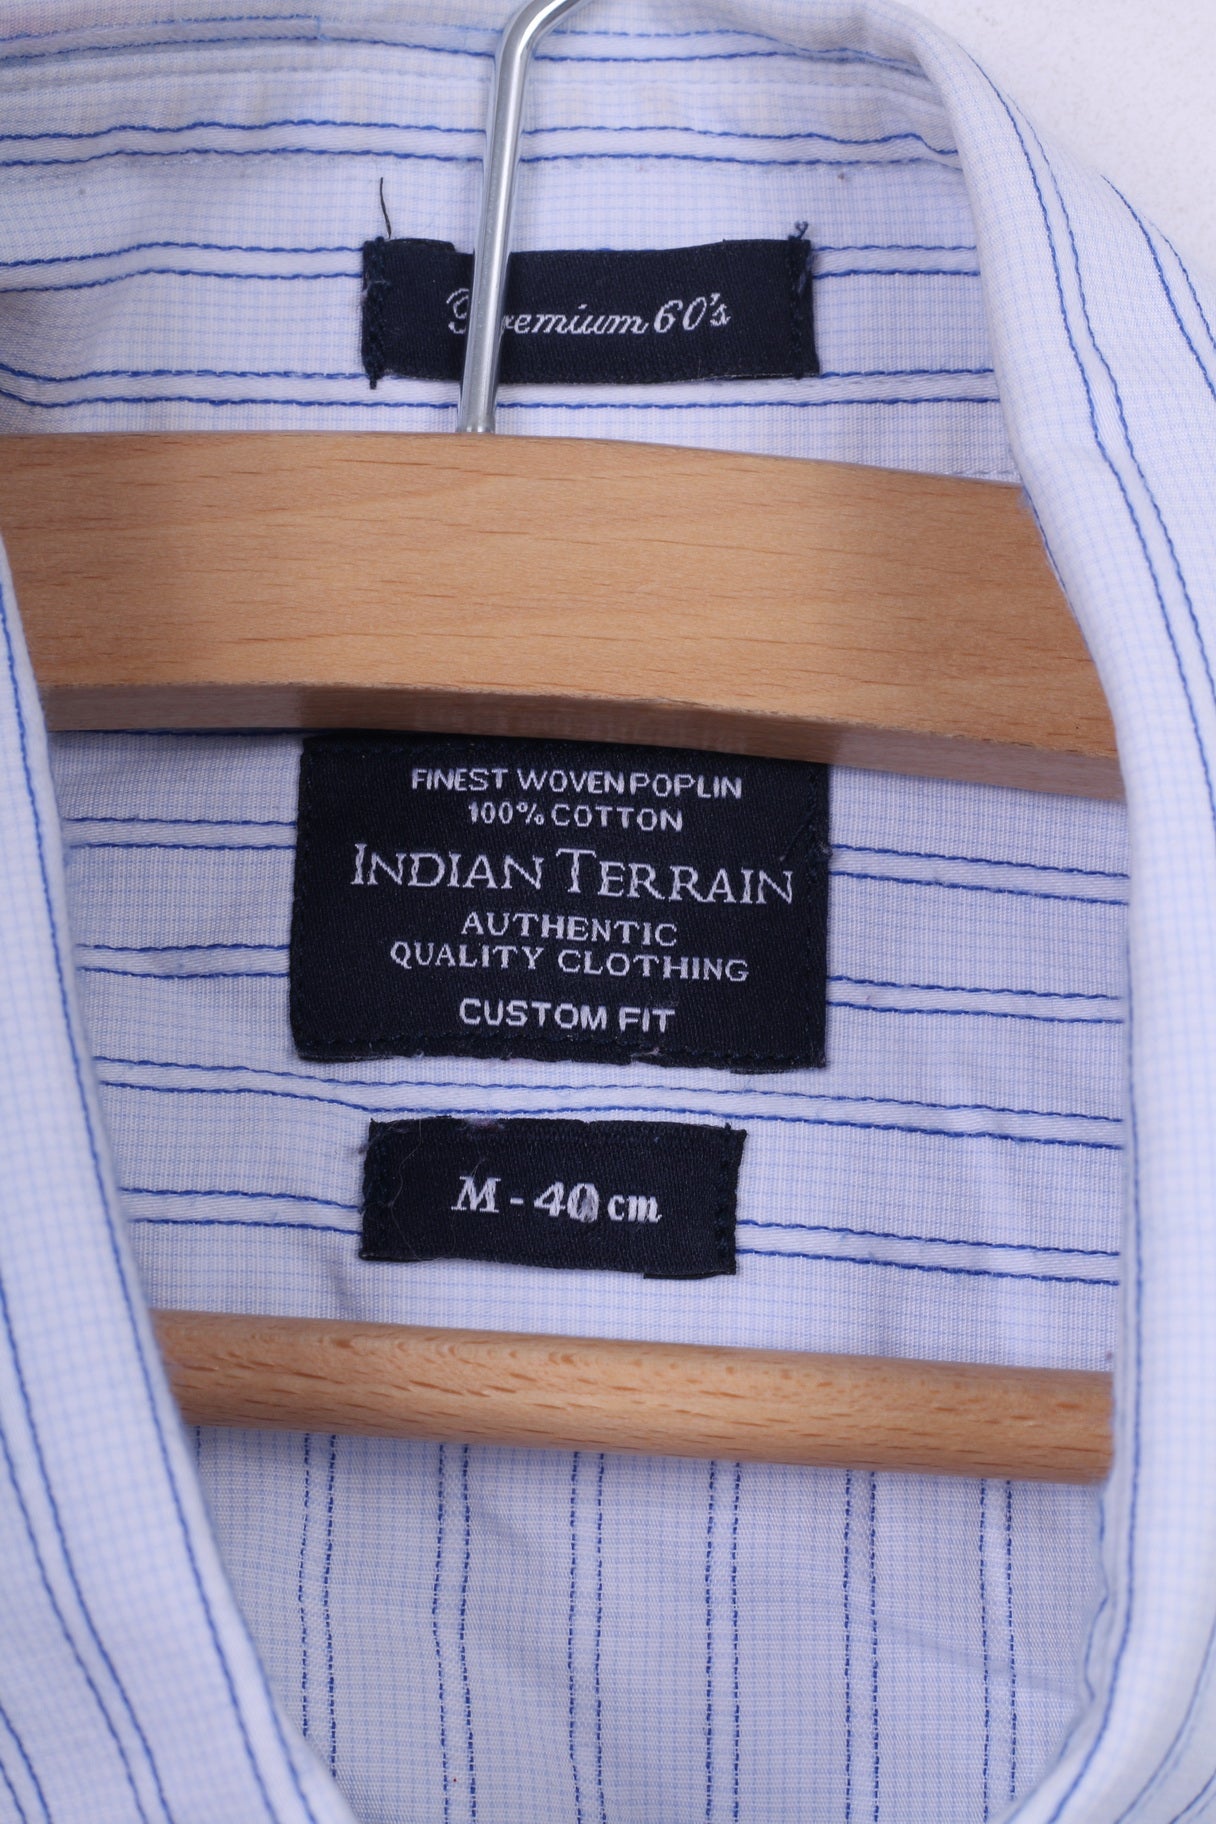 Premium 60's
FINEST WOVEN POPLIN
100% COTTON
INDIAN TERRAIN
AUTHENTIC
QUALITY CLOTHING
CUSTOM FIT
M - 40 cm